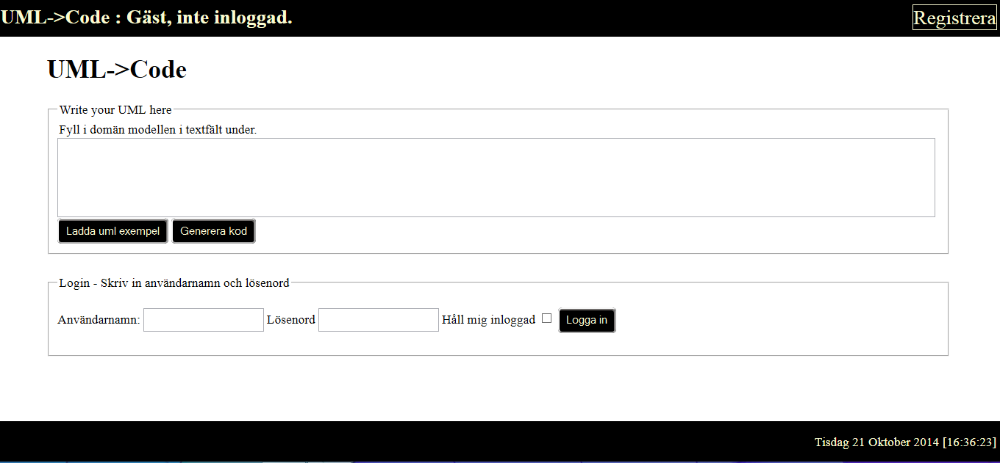 UML->Code : Gäst, inte inloggad.
Registrera
UML->Code
Write your UML here
Fyll i domän modellen i textfält under.
Ladda uml exempel
Generera kod
Login - Skriv in användarnamn och lösenord
Användarnamn: Lösenord Håll mig inloggad Logga in
Tisdag 21 Oktober 2014 [16:36:23]